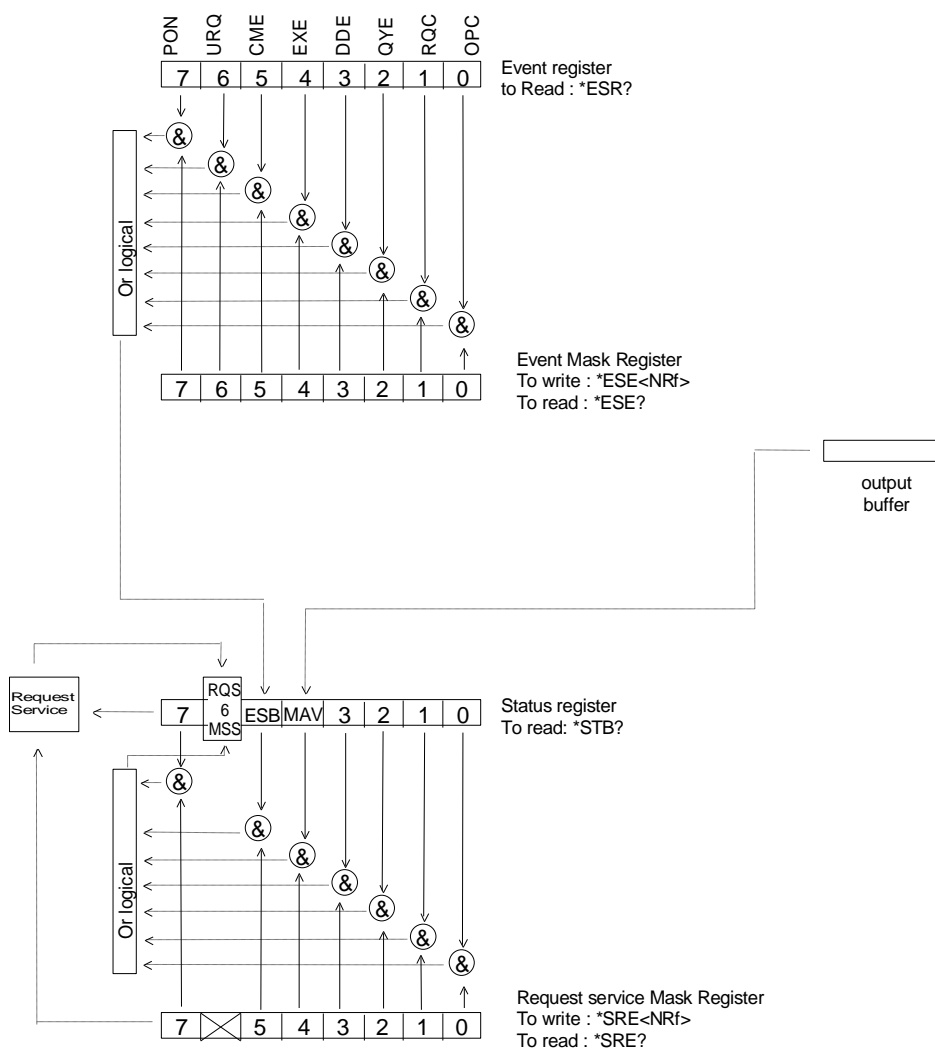 PON URQ CME EXE DDE QYE RQC OPC
7 6 5 4 3 2 1 0
Event register
to Read : *ESR?
&
&
&
&
&
&
&
&
Or logical
Event Mask Register
To write : *ESE<NRf>
To read : *ESE?
7 6 5 4 3 2 1 0
output
buffer
Request
Service
RQS
7 6 ESB MAV 3 2 1 0
MSS
Status register
To read: *STB?
&
&
&
&
&
&
&
Or logical
Request service Mask Register
To write : *SRE<NRf>
To read : *SRE?
7 5 4 3 2 1 0